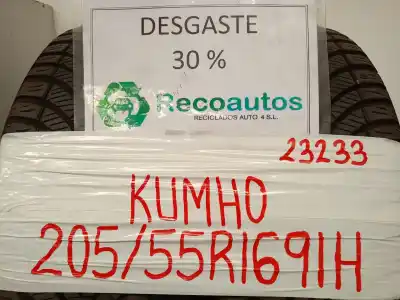 DESGASTE
30 %
Recoautos
RECICLADOS AUTO 4 S.L.
23233
KUMHO
205/55R1691H